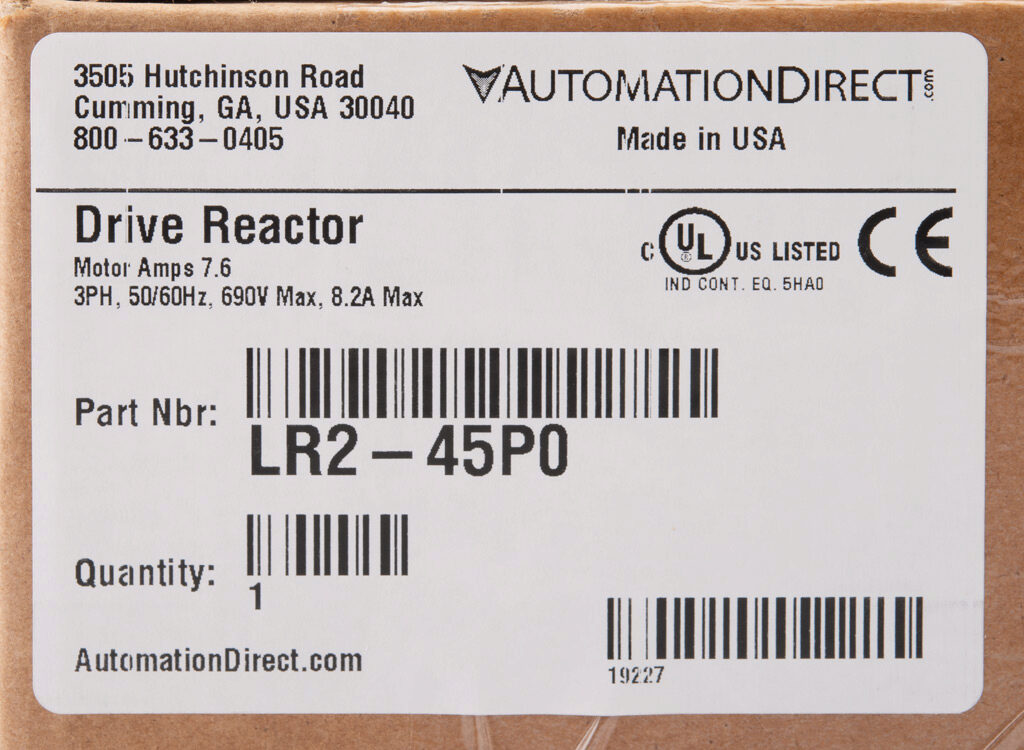 3505 Hutchinson Road
Cumming, GA, USA 30040
800-633-0405
AUTOMATIONDIRECT.com
Made in USA
Drive Reactor
Motor Amps 7.6
3PH, 50/60Hz, 690V Max, 8.2A Max
C UL ® US LISTED CE
IND CONT. EQ. 5HA0
Part Nbr:
LR2-45P0
Quantity:
1
AutomationDirect.com
19227